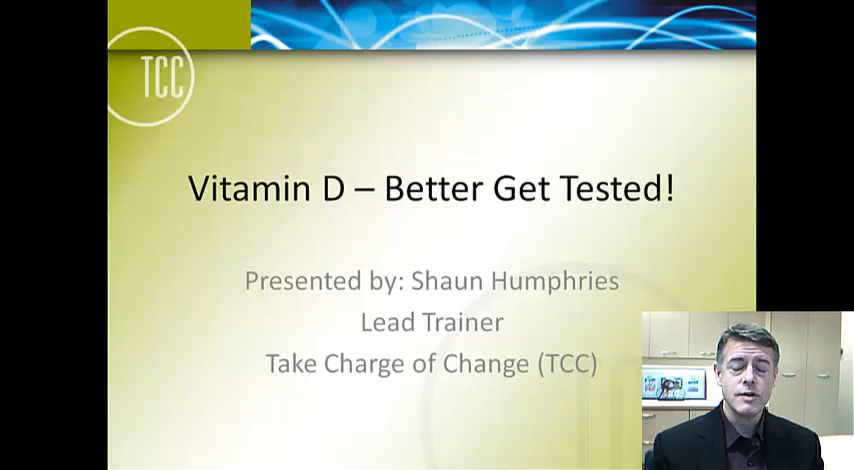 TCC
Vitamin D – Better Get Tested!
Presented by: Shaun Humphries
Lead Trainer
Take Charge of Change (TCC)